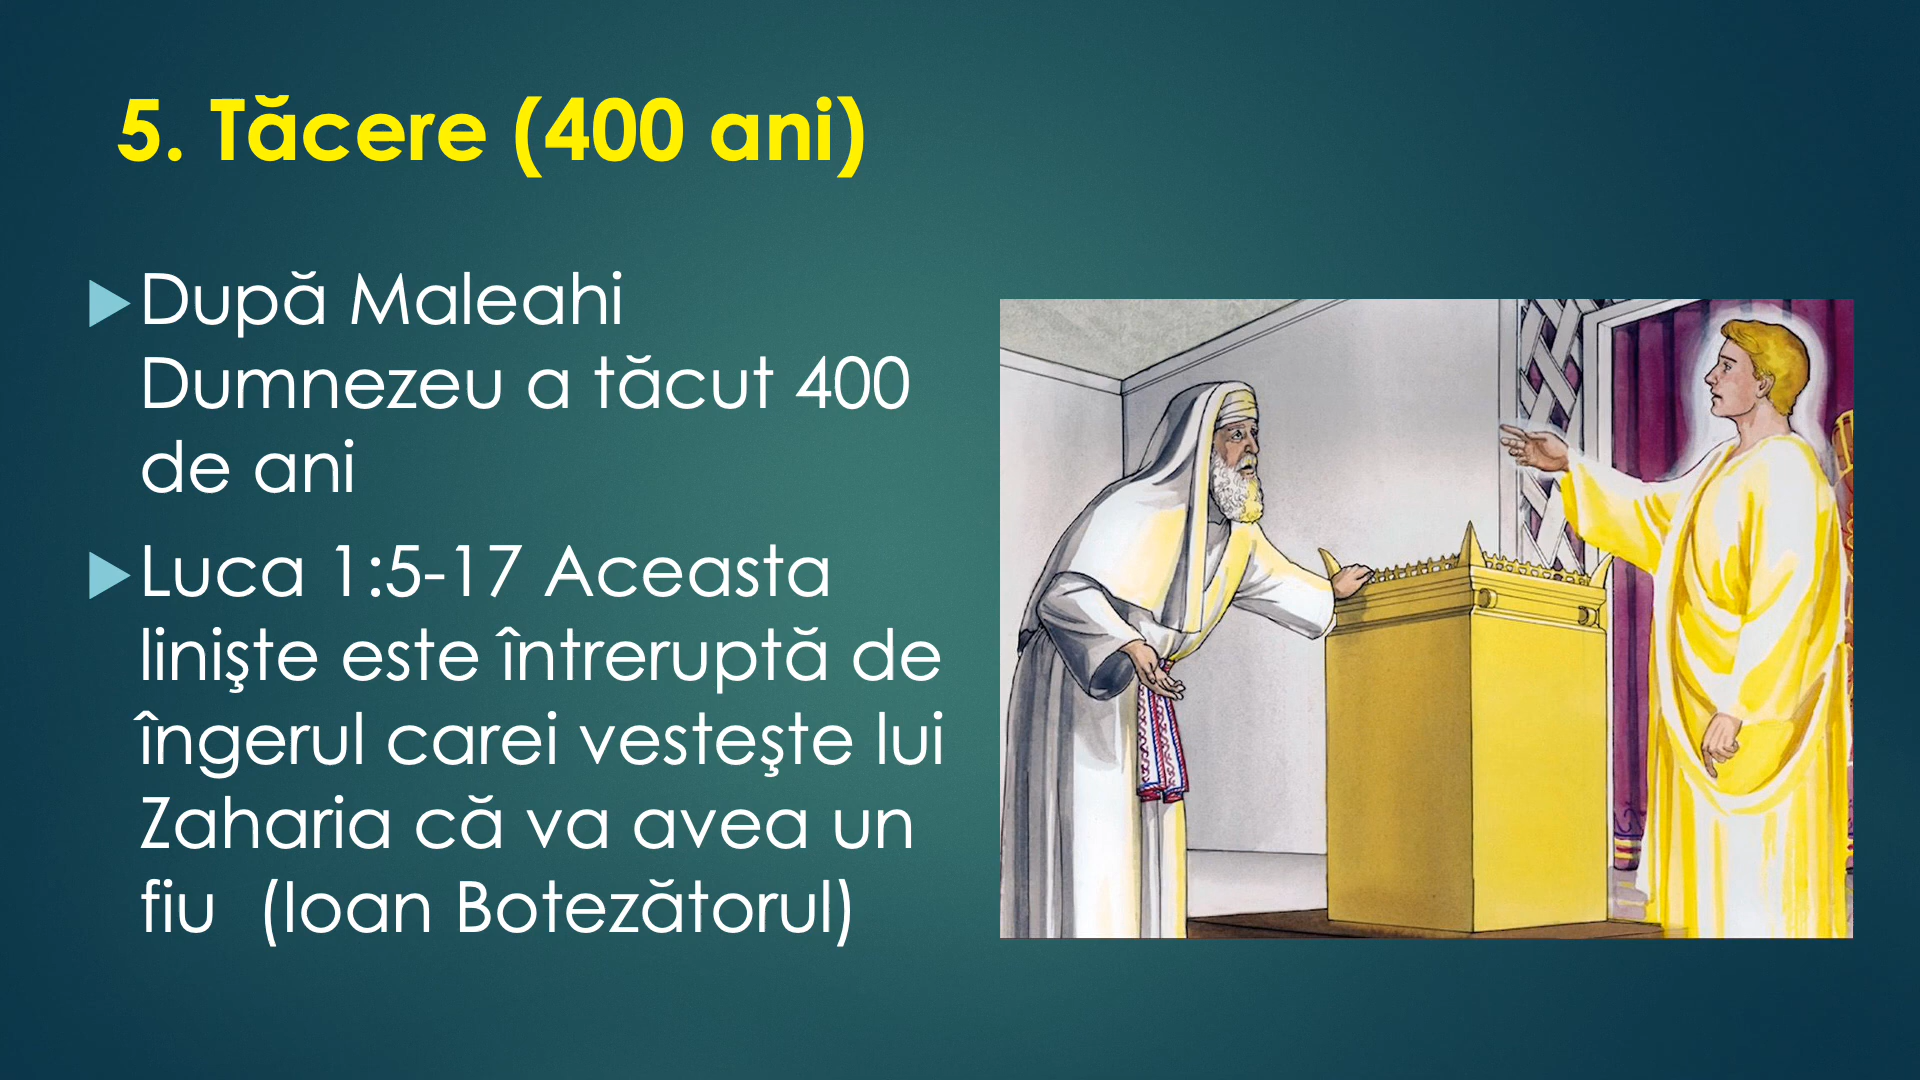 5. Tăcere (400 ani)
După Maleahi
Dumnezeu a tăcut 400
de ani
Luca 1:5-17 Aceasta
linişte este întreruptă de
îngerul carei vesteşte lui
Zaharia că va avea un
fiu  (Ioan Botezătorul)